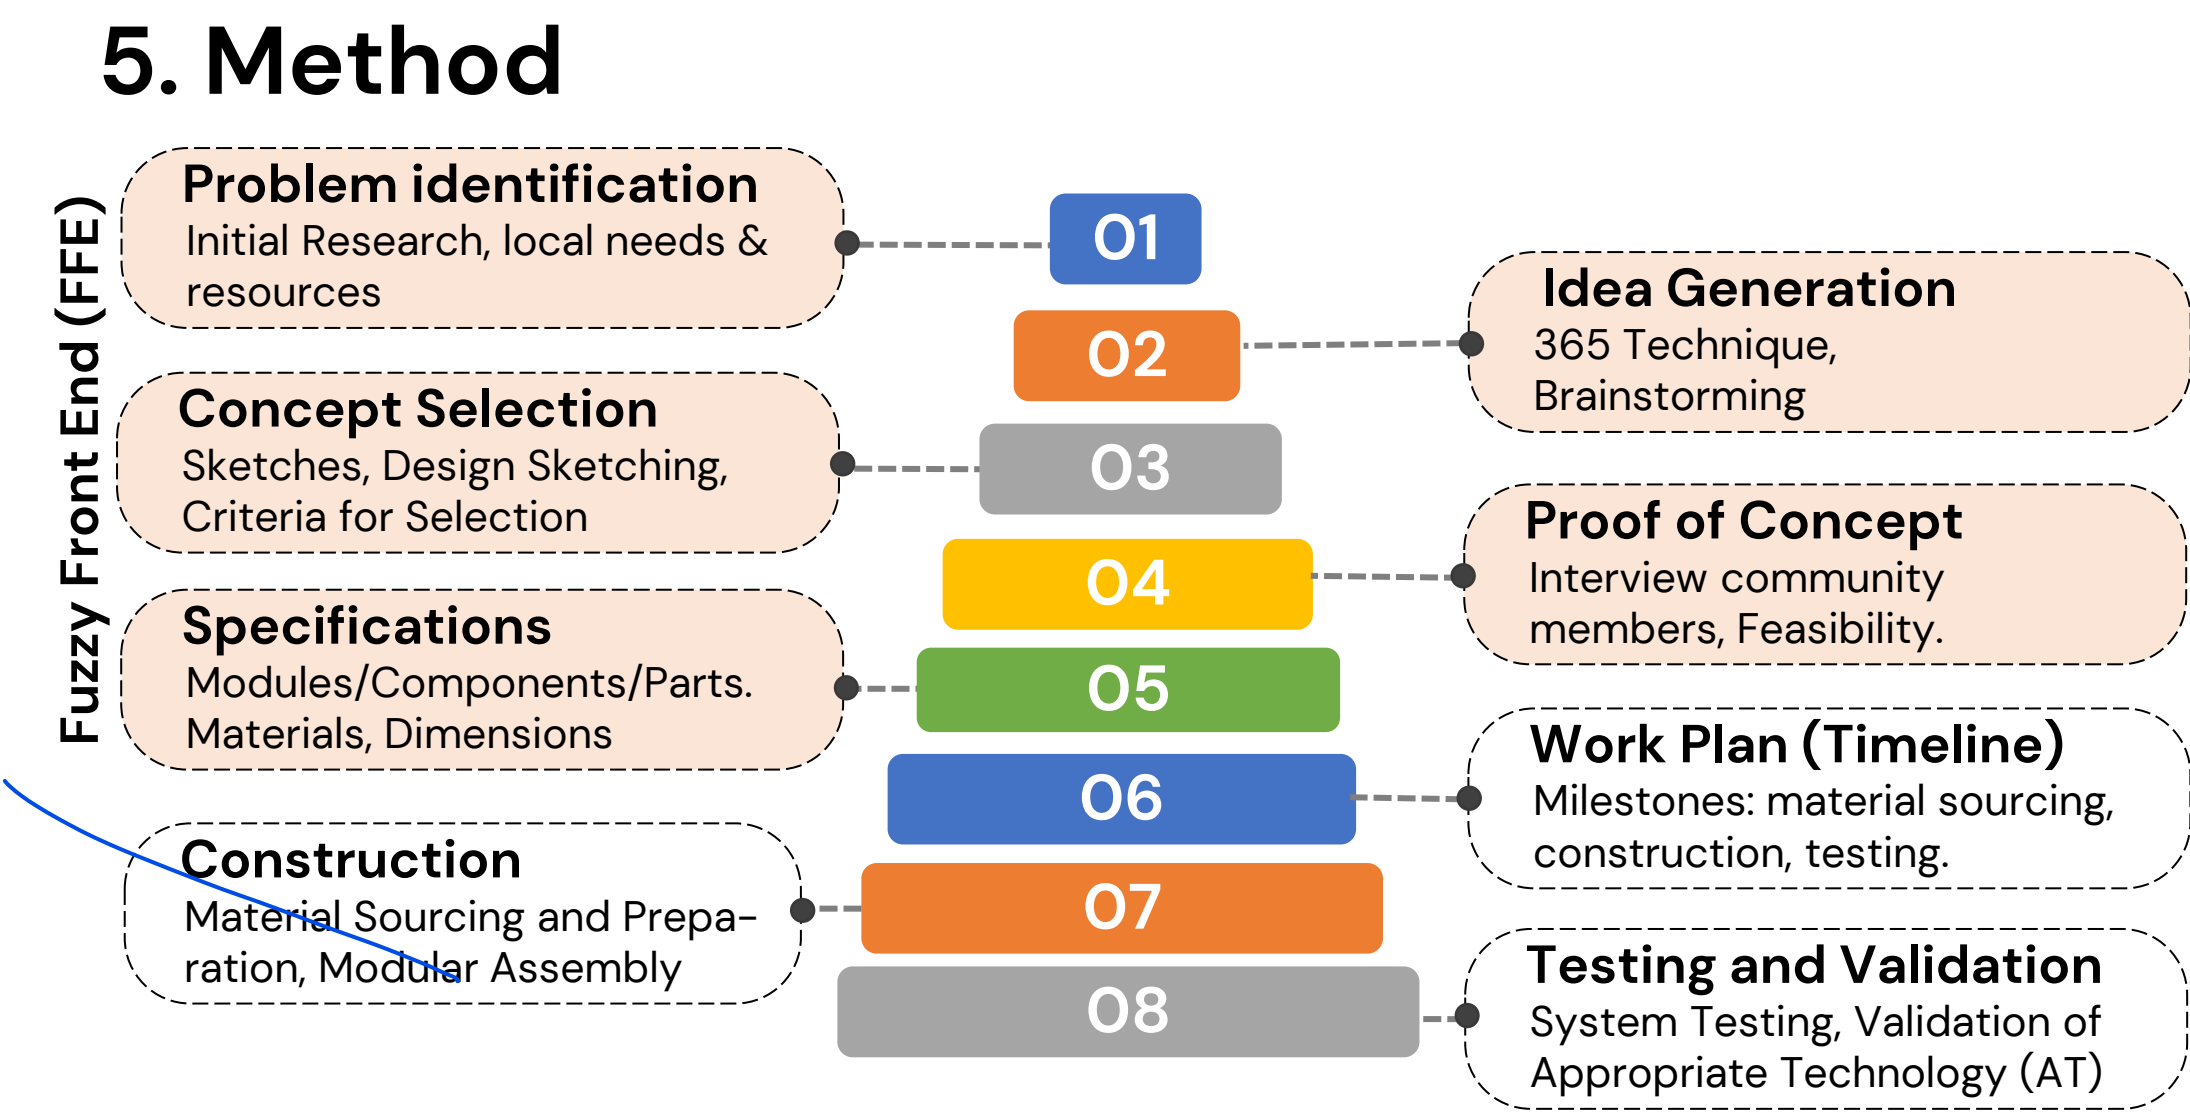 5. Method
Fuzzy Front End (FFE)
Problem identification
Initial Research, local needs &
resources
01
Idea Generation
365 Technique,
Brainstorming
02
Concept Selection
Sketches, Design Sketching,
Criteria for Selection
03
Proof of Concept
Interview community
members, Feasibility.
04
Specifications
Modules/Components/Parts.
Materials, Dimensions
05
Work Plan (Timeline)
Milestones: material sourcing,
construction, testing.
06
Construction
Material Sourcing and Prepa-
ration, Modular Assembly
07
Testing and Validation
System Testing, Validation of
Appropriate Technology (AT)
08